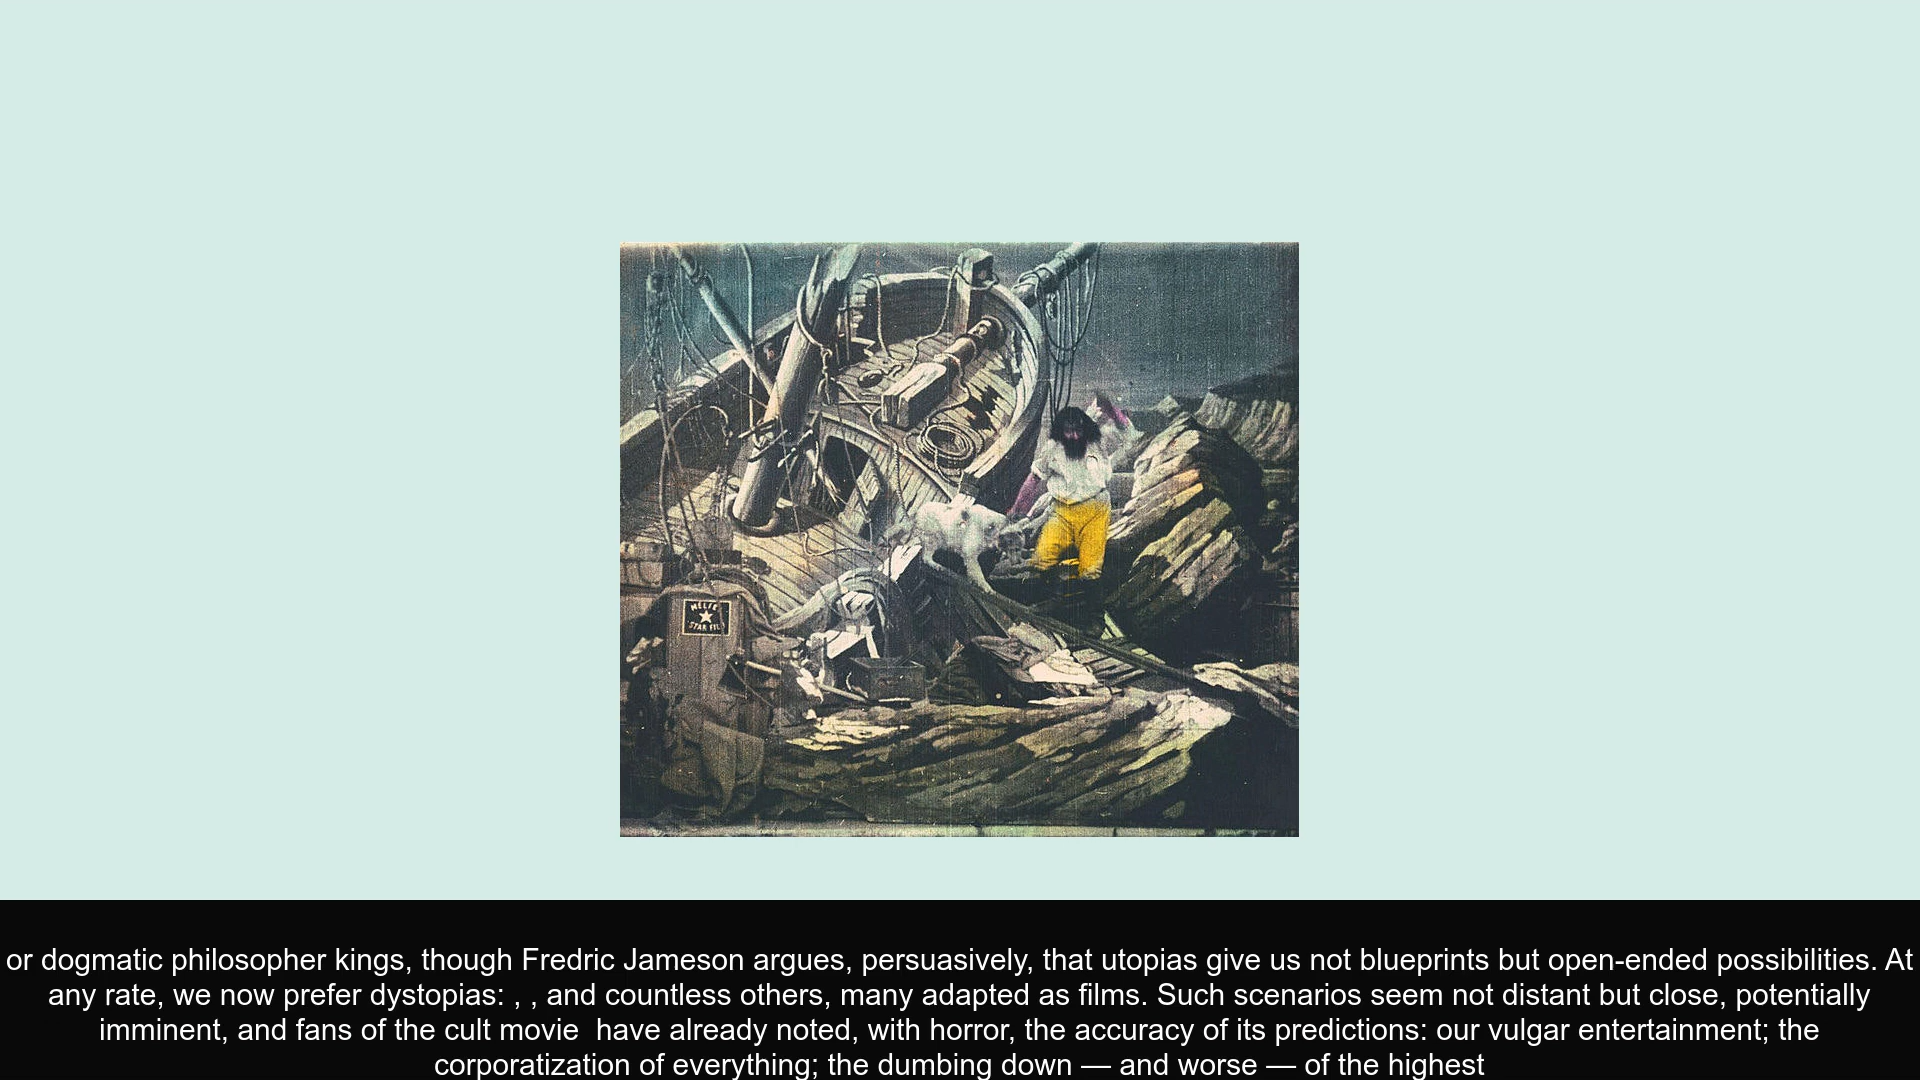 STAR FIL
or dogmatic philosopher kings, though Fredric Jameson argues, persuasively, that utopias give us not blueprints but open-ended possibilities. At
any rate, we now prefer dystopias: , , and countless others, many adapted as films. Such scenarios seem not distant but close, potentially
imminent, and fans of the cult movie  have already noted, with horror, the accuracy of its predictions: our vulgar entertainment; the
corporatization of everything; the dumbing down — and worse — of the highest